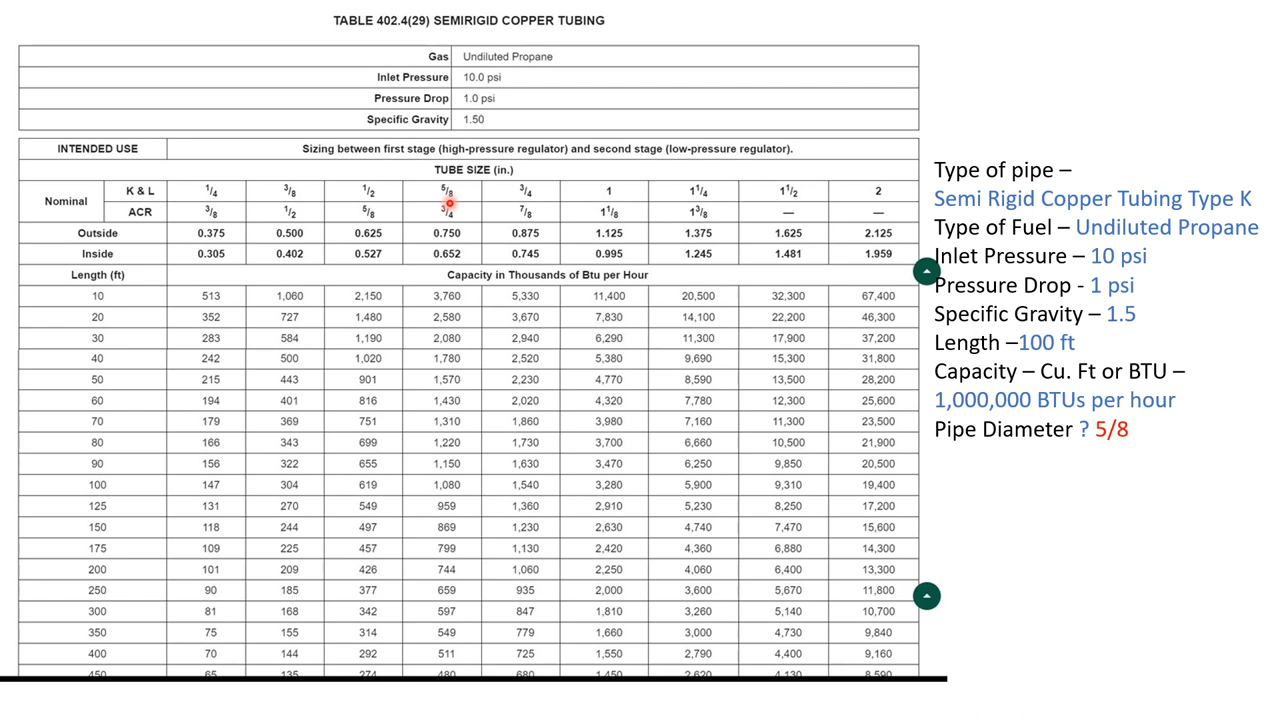 TABLE 402.4(29) SEMIRIGID COPPER TUBING
Gas Undiluted Propane
Inlet Pressure 10.0 psi
Pressure Drop 1.0 psi
Specific Gravity 1.50
INTENDED USE Sizing between first stage (high-pressure regulator) and second stage (low-pressure regulator).
TUBE SIZE (in.)
Nominal K & L 1/4 3/8 1/2 5/8 3/4 1 1 1/4 1 1/2 2
ACR 3/8 1/2 5/8 3/4 7/8 1 1/8 1 3/8 — —
Outside 0.375 0.500 0.625 0.750 0.875 1.125 1.375 1.625 2.125
Inside 0.305 0.402 0.527 0.652 0.745 0.995 1.245 1.481 1.959
Length (ft) Capacity in Thousands of Btu per Hour
10 513 1,060 2,150 3,760 5,330 11,400 20,500 32,300 67,400
20 352 727 1,480 2,580 3,670 7,830 14,100 22,200 46,300
30 283 584 1,190 2,080 2,940 6,290 11,300 17,900 37,200
40 242 500 1,020 1,780 2,520 5,380 9,690 15,300 31,800
50 215 443 901 1,570 2,230 4,770 8,590 13,500 28,200
60 194 401 816 1,430 2,020 4,320 7,780 12,300 25,600
70 179 369 751 1,310 1,860 3,980 7,160 11,300 23,500
80 166 343 699 1,220 1,730 3,700 6,660 10,500 21,900
90 156 322 655 1,150 1,630 3,470 6,250 9,850 20,500
100 147 304 619 1,080 1,540 3,280 5,900 9,310 19,400
125 131 270 549 959 1,360 2,910 5,230 8,250 17,200
150 118 244 497 869 1,230 2,630 4,740 7,470 15,600
175 109 225 457 799 1,130 2,420 4,360 6,880 14,300
200 101 209 426 744 1,060 2,250 4,060 6,400 13,300
250 90 185 377 659 935 2,000 3,600 5,670 11,800
300 81 168 342 597 847 1,810 3,260 5,140 10,700
350 75 155 314 549 779 1,660 3,000 4,730 9,840
400 70 144 292 511 725 1,550 2,790 4,400 9,160
450 65 135 274 480 680 1,450 2,620 4,130 8,590
Type of pipe –
Semi Rigid Copper Tubing Type K
Type of Fuel – Undiluted Propane
Inlet Pressure – 10 psi
Pressure Drop - 1 psi
Specific Gravity – 1.5
Length –100 ft
Capacity – Cu. Ft or BTU –
1,000,000 BTUs per hour
Pipe Diameter ? 5/8